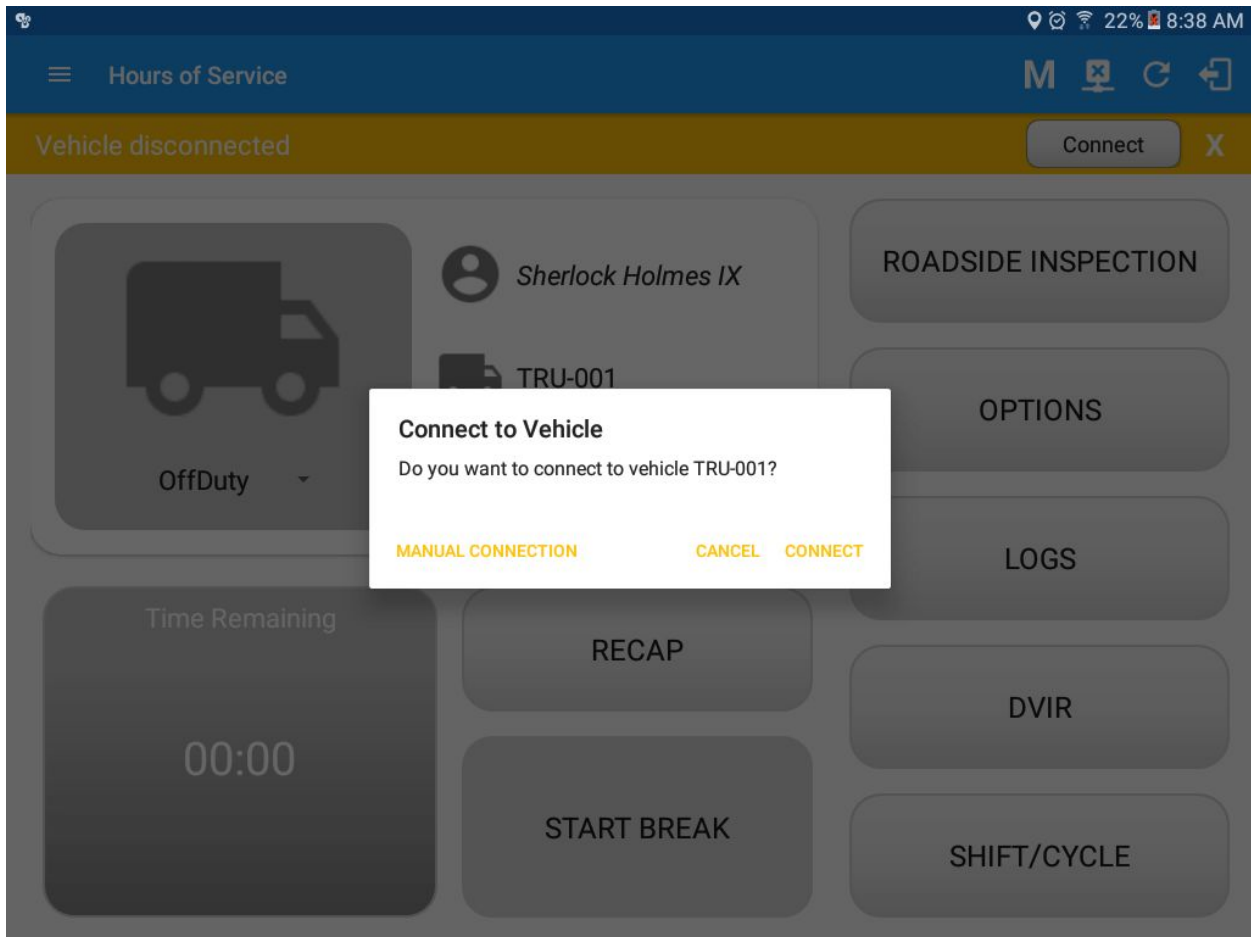 22% 8:38 AM
Hours of Service
M
Vehicle disconnected
Connect
X
Sherlock Holmes IX
TRU-001
OffDuty
ROADSIDE INSPECTION
OPTIONS
LOGS
DVIR
SHIFT/CYCLE
Connect to Vehicle
Do you want to connect to vehicle TRU-001?
MANUAL CONNECTION CANCEL CONNECT
Time Remaining
00:00
RECAP
START BREAK